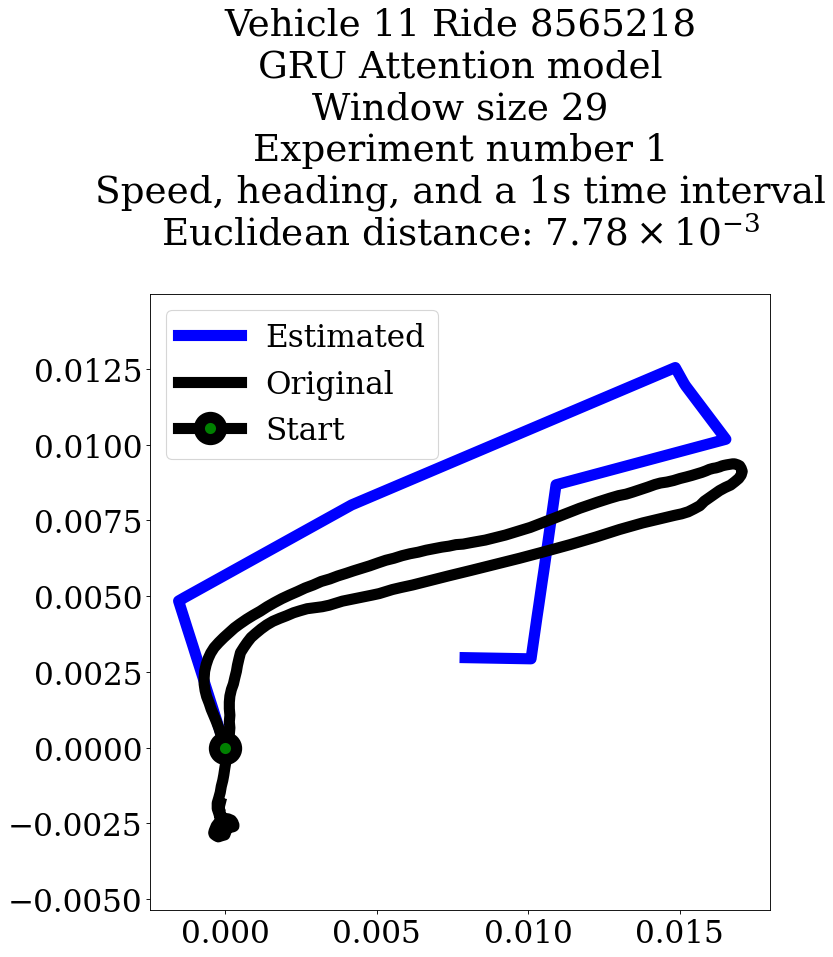 Vehicle 11 Ride 8565218
GRU Attention model
Window size 29
Experiment number 1
Speed, heading, and a 1s time interval
Euclidean distance: 7.78 × 10⁻³
Estimated
Original
Start
0.0125
0.0100
0.0075
0.0050
0.0025
0.0000
−0.0025
−0.0050
0.000 0.005 0.010 0.015